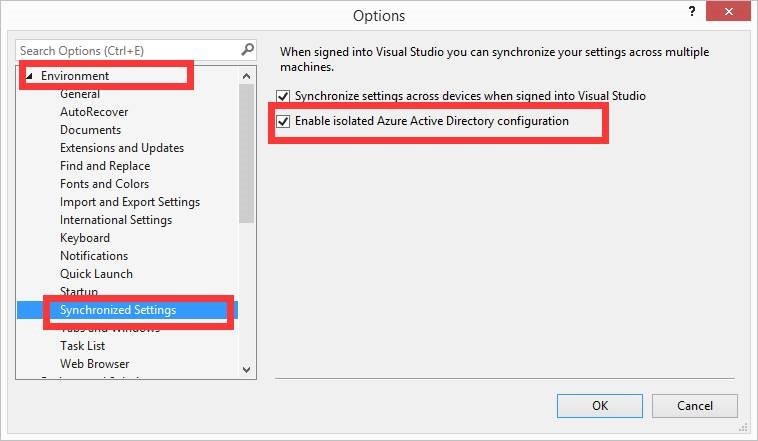 Options
?
Search Options (Ctrl+E)
Environment
General
AutoRecover
Documents
Extensions and Updates
Find and Replace
Fonts and Colors
Import and Export Settings
International Settings
Keyboard
Notifications
Quick Launch
Startup
Synchronized Settings
Tabs and Windows
Task List
Web Browser
When signed into Visual Studio you can synchronize your settings across multiple
machines.
Synchronize settings across devices when signed into Visual Studio
Enable isolated Azure Active Directory configuration
OK
Cancel